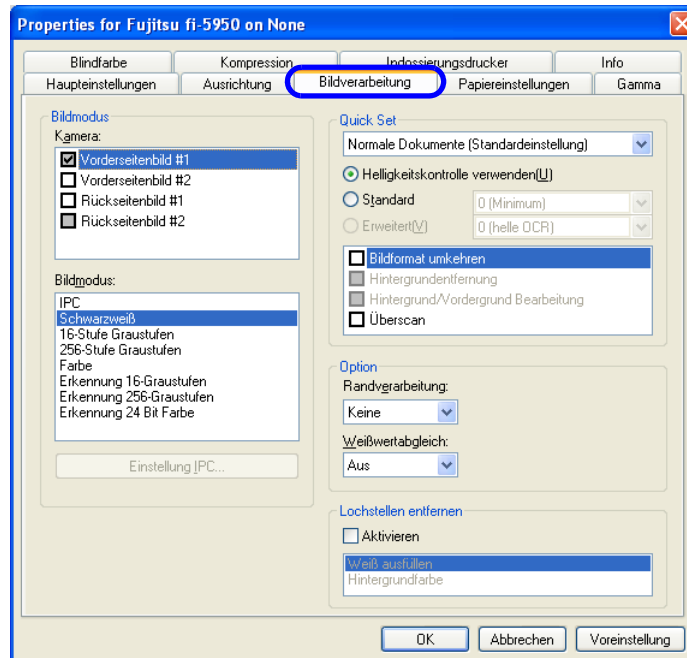 Properties for Fujitsu fi-5950 on None
Blindfarbe Kompression Indossierungsdrucker Info
Haupteinstellungen Ausrichtung Bildverarbeitung Papiereinstellungen Gamma
Bildmodus
Kamera:
Vorderseitenbild #1
Vorderseitenbild #2
Rückseitenbild #1
Rückseitenbild #2
Bildmodus:
IPC
Schwarzweiß
16-Stufe Graustufen
256-Stufe Graustufen
Farbe
Erkennung 16-Graustufen
Erkennung 256-Graustufen
Erkennung 24 Bit Farbe
Einstellung IPC...
Quick Set
Normale Dokumente (Standardeinstellung)
Helligkeitskontrolle verwenden(U)
Standard 0 (Minimum)
Erweitert(V) 0 (helle OCR)
Bildformat umkehren
Hintergrundentfernung
Hintergrund/Vordergrund Bearbeitung
Überscan
Option
Randverarbeitung:
Keine
Weißwertabgleich:
Aus
Lochstellen entfernen
Aktivieren
Weiß ausfüllen
Hintergrundfarbe
OK Abbrechen Voreinstellung